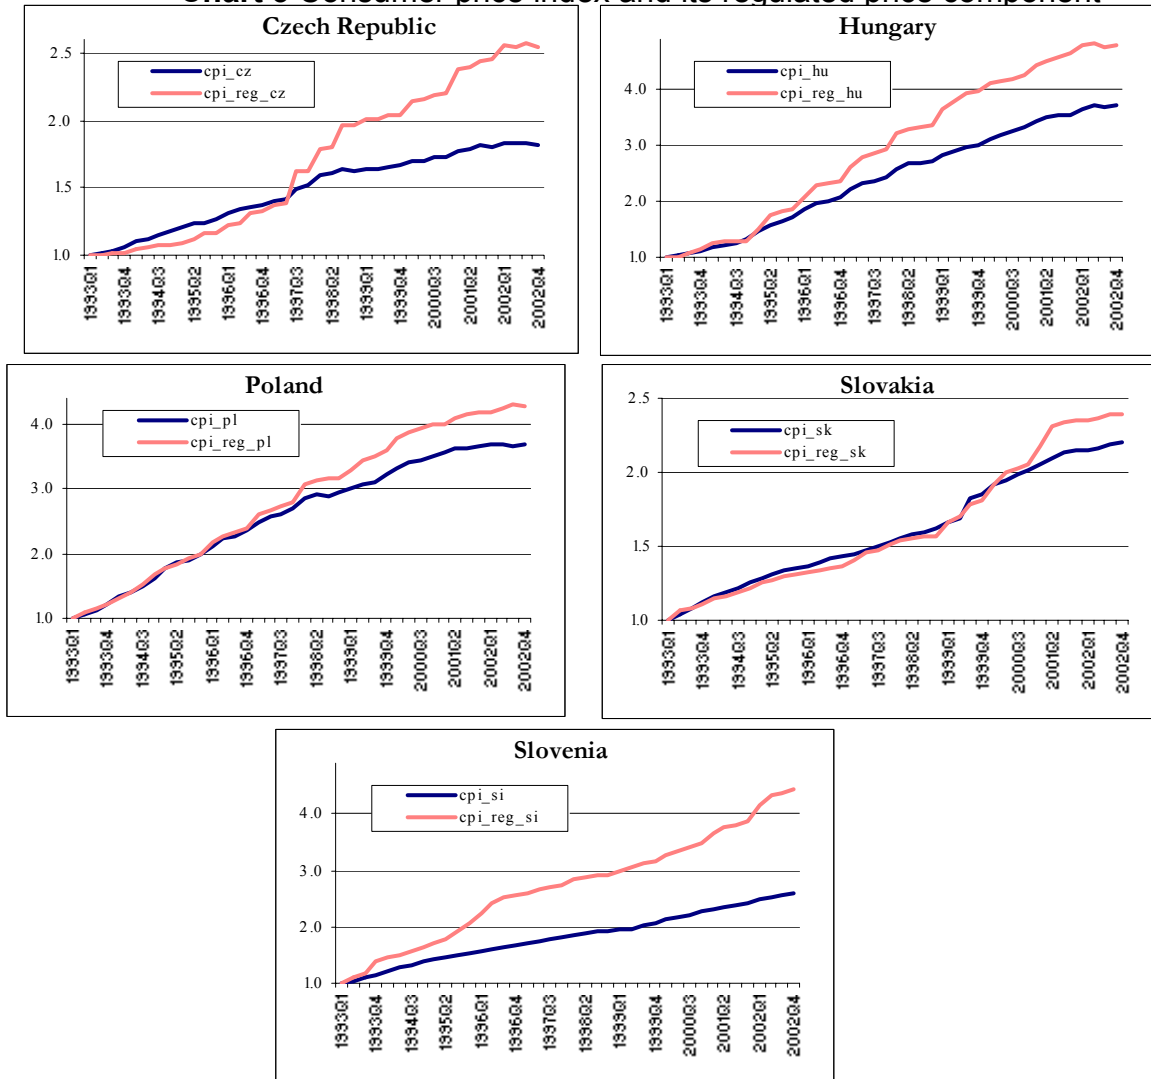 Chart Consumer price index and its regulated price component
Czech Republic
cpi_cz
cpi_reg_cz
2.5
2.0
1.5
1.0
1993Q1 1993Q4 1994Q3 1995Q2 1996Q1 1996Q4 1997Q3 1998Q2 1999Q1 1999Q4 2000Q3 2001Q2 2002Q1 2002Q4
Hungary
cpi_hu
cpi_reg_hu
4.0
3.0
2.0
1.0
1993Q1 1993Q4 1994Q3 1995Q2 1996Q1 1996Q4 1997Q3 1998Q2 1999Q1 1999Q4 2000Q3 2001Q2 2002Q1 2002Q4
Poland
cpi_pl
cpi_reg_pl
4.0
3.0
2.0
1.0
1993Q1 1993Q4 1994Q3 1995Q2 1996Q1 1996Q4 1997Q3 1998Q2 1999Q1 1999Q4 2000Q3 2001Q2 2002Q1 2002Q4
Slovakia
cpi_sk
cpi_reg_sk
2.5
2.0
1.5
1.0
1993Q1 1993Q4 1994Q3 1995Q2 1996Q1 1996Q4 1997Q3 1998Q2 1999Q1 1999Q4 2000Q3 2001Q2 2002Q1 2002Q4
Slovenia
cpi_si
cpi_reg_si
4.0
3.0
2.0
1.0
1993Q1 1993Q4 1994Q3 1995Q2 1996Q1 1996Q4 1997Q3 1998Q2 1999Q1 1999Q4 2000Q3 2001Q2 2002Q1 2002Q4